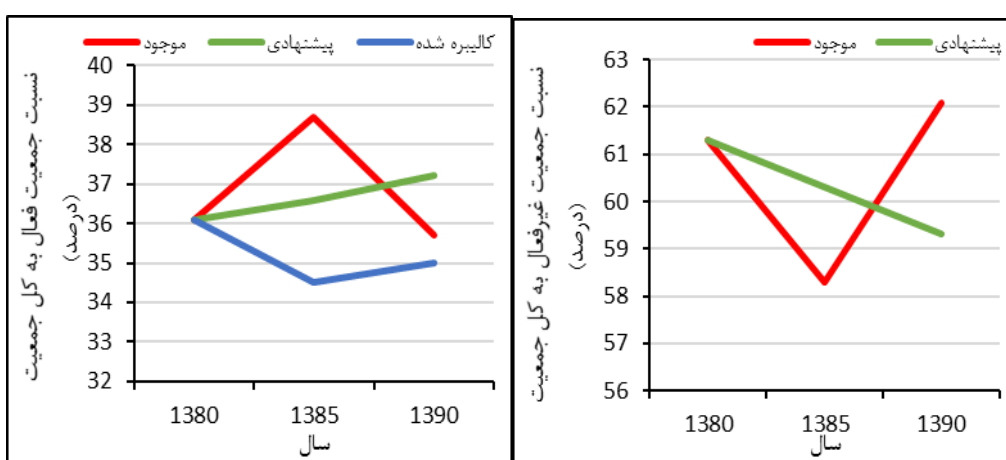 موجود
پیشنهادی
کالیبره شده
نسبت جمعیت فعال به کل جمعیت
(درصد)
40
39
38
37
36
35
34
33
32
1380
1385
1390
سال
موجود
پیشنهادی
نسبت جمعیت غیرفعال به کل جمعیت
(درصد)
63
62
61
60
59
58
57
56
1380
1385
1390
سال